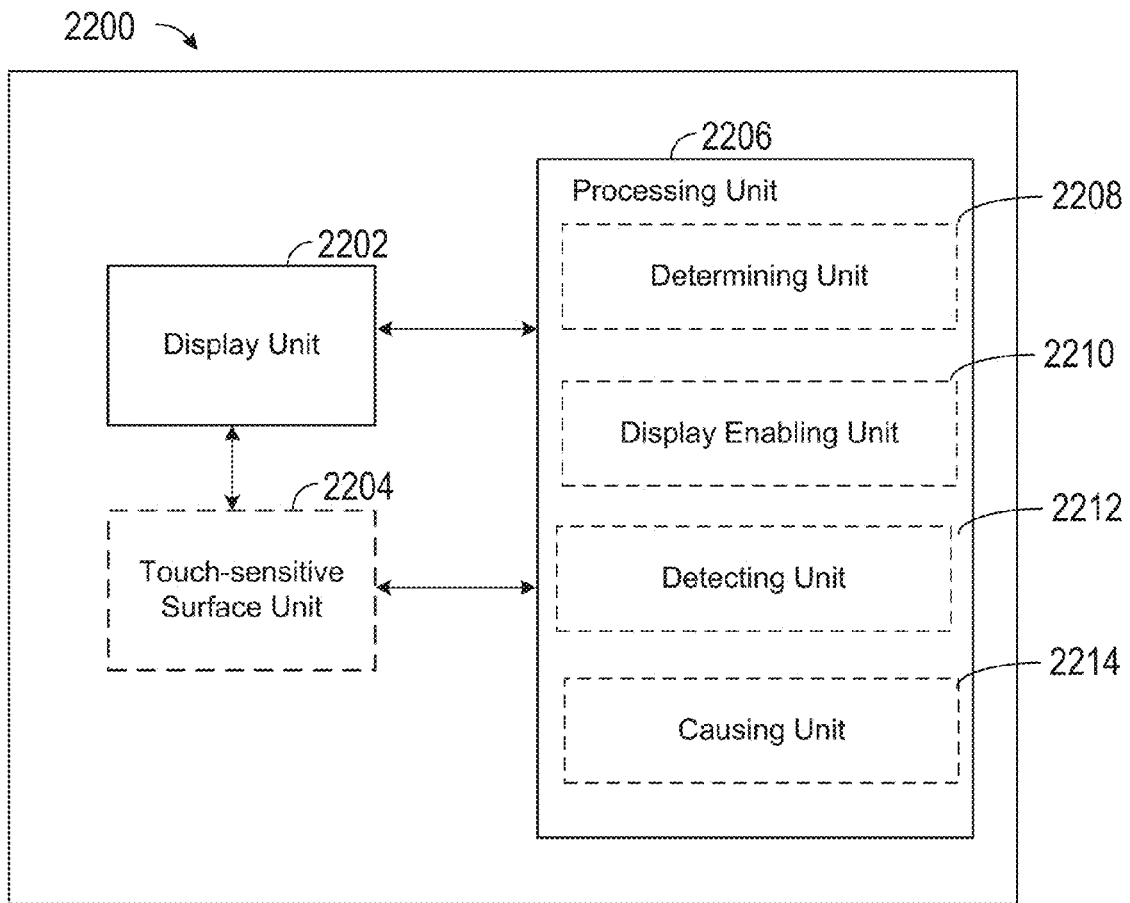 2200
2206
Processing Unit
2208
Determining Unit
2202
Display Unit
2210
Display Enabling Unit
2204
Touch-sensitive
Surface Unit
2212
Detecting Unit
2214
Causing Unit